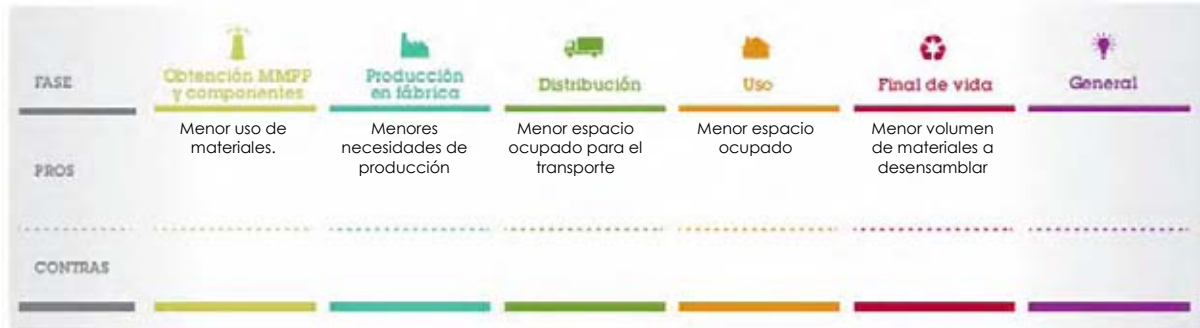 FASE
Obtención MMPP
y componentes
Producción
en fábrica
Distribución
Uso
Final de vida
General
PROS
Menor uso de
materiales.
Menores
necesidades de
producción
Menor espacio
ocupado para el
transporte
Menor espacio
ocupado
Menor volumen
de materiales a
desensamblar
CONTRAS